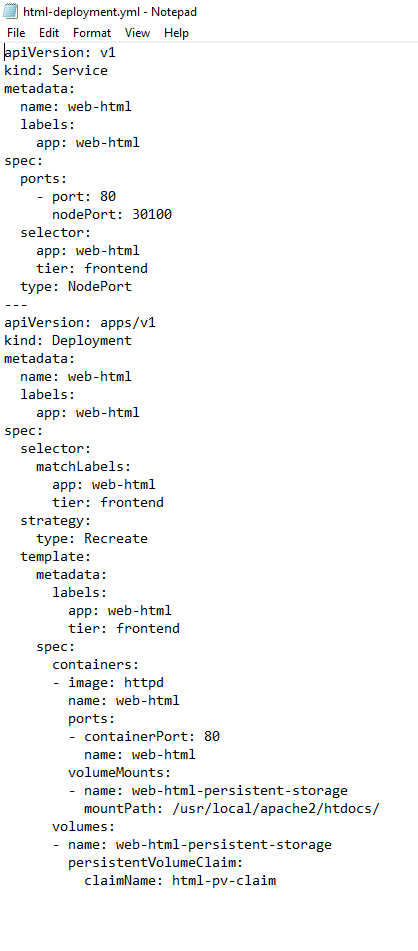 html-deployment.yml - Notepad
File Edit Format View Help
apiVersion: v1
kind: Service
metadata:
  name: web-html
  labels:
    app: web-html
spec:
  ports:
    - port: 80
      nodePort: 30100
  selector:
    app: web-html
    tier: frontend
  type: NodePort
---
apiVersion: apps/v1
kind: Deployment
metadata:
  name: web-html
  labels:
    app: web-html
spec:
  selector:
    matchLabels:
      app: web-html
      tier: frontend
  strategy:
    type: Recreate
  template:
    metadata:
      labels:
        app: web-html
        tier: frontend
    spec:
      containers:
      - image: httpd
        name: web-html
        ports:
        - containerPort: 80
          name: web-html
        volumeMounts:
        - name: web-html-persistent-storage
          mountPath: /usr/local/apache2/htdocs/
      volumes:
      - name: web-html-persistent-storage
        persistentVolumeClaim:
          claimName: html-pv-claim